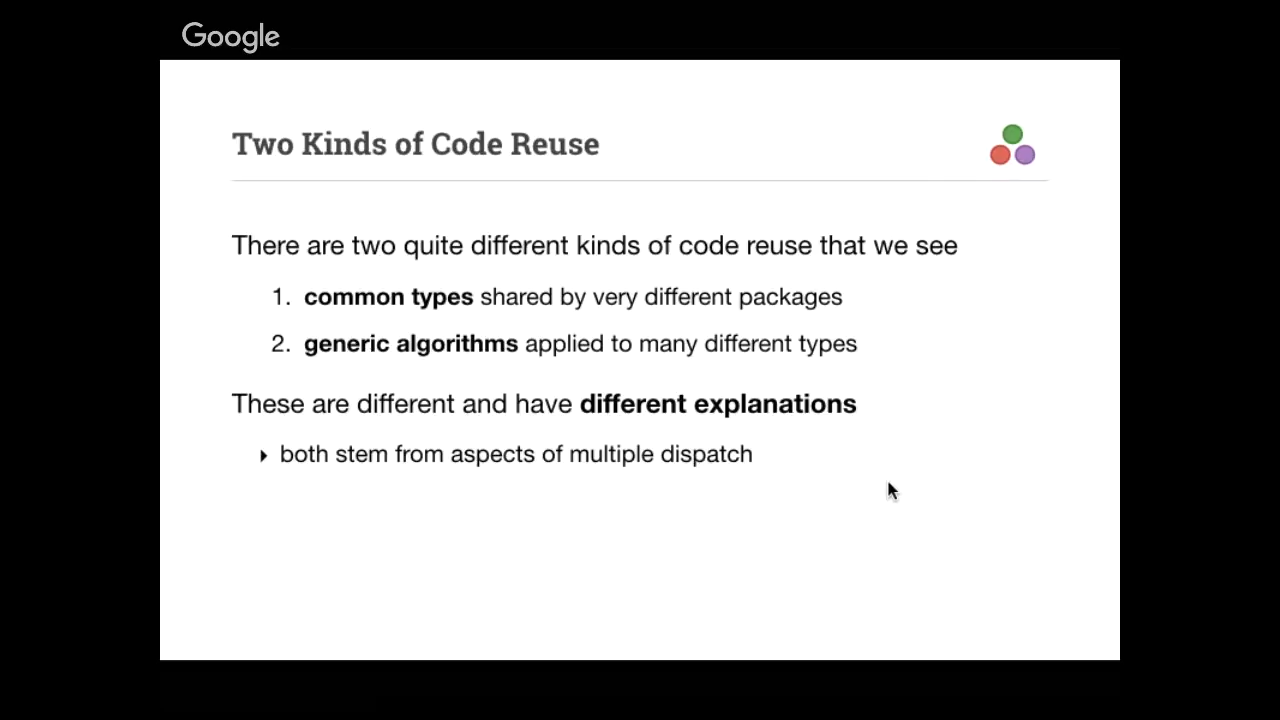 Google
Two Kinds of Code Reuse
There are two quite different kinds of code reuse that we see
1. common types shared by very different packages
2. generic algorithms applied to many different types
These are different and have different explanations
‣ both stem from aspects of multiple dispatch